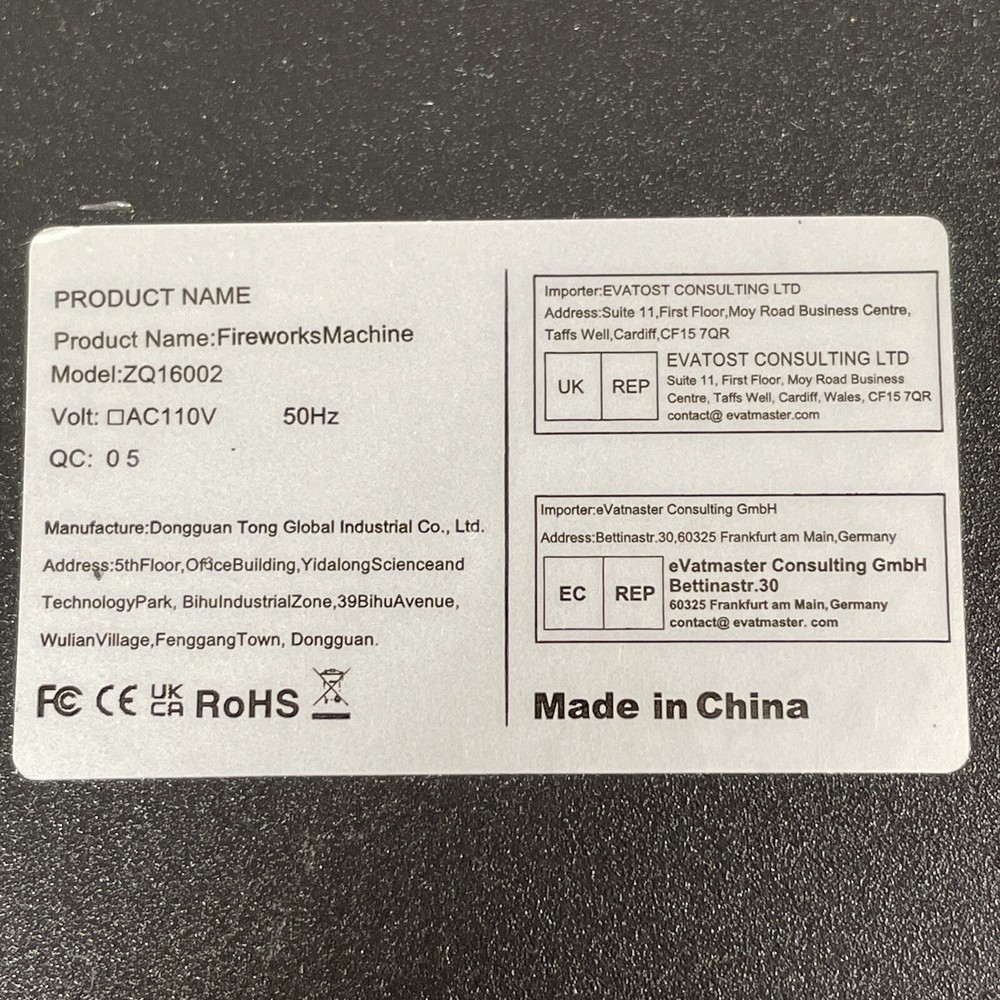 PRODUCT NAME
Product Name:FireworksMachine
Model:ZQ16002
Volt: □AC110V 50Hz
QC: 0 5
Manufacture:Dongguan Tong Global Industrial Co., Ltd.
Address:5thFloor,OfficeBuilding,YidalongScienceand
TechnologyPark, BihuIndustrialZone,39BihuAvenue,
WulianVillage,FenggangTown, Dongguan.
FC CE UK CA RoHS
Importer:EVATOST CONSULTING LTD
Address:Suite 11,First Floor,Moy Road Business Centre,
Taffs Well,Cardiff,CF15 7QR
UK REP
EVATOST CONSULTING LTD
Suite 11, First Floor, Moy Road Business
Centre, Taffs Well, Cardiff, Wales, CF15 7QR
contact@ evatmaster.com
Importer:eVatnaster Consulting GmbH
Address:Bettinastr.30,60325 Frankfurt am Main,Germany
EC REP
eVatmaster Consulting GmbH
Bettinastr.30
60325 Frankfurt am Main, Germany
contact@ evatmaster. com
Made in China